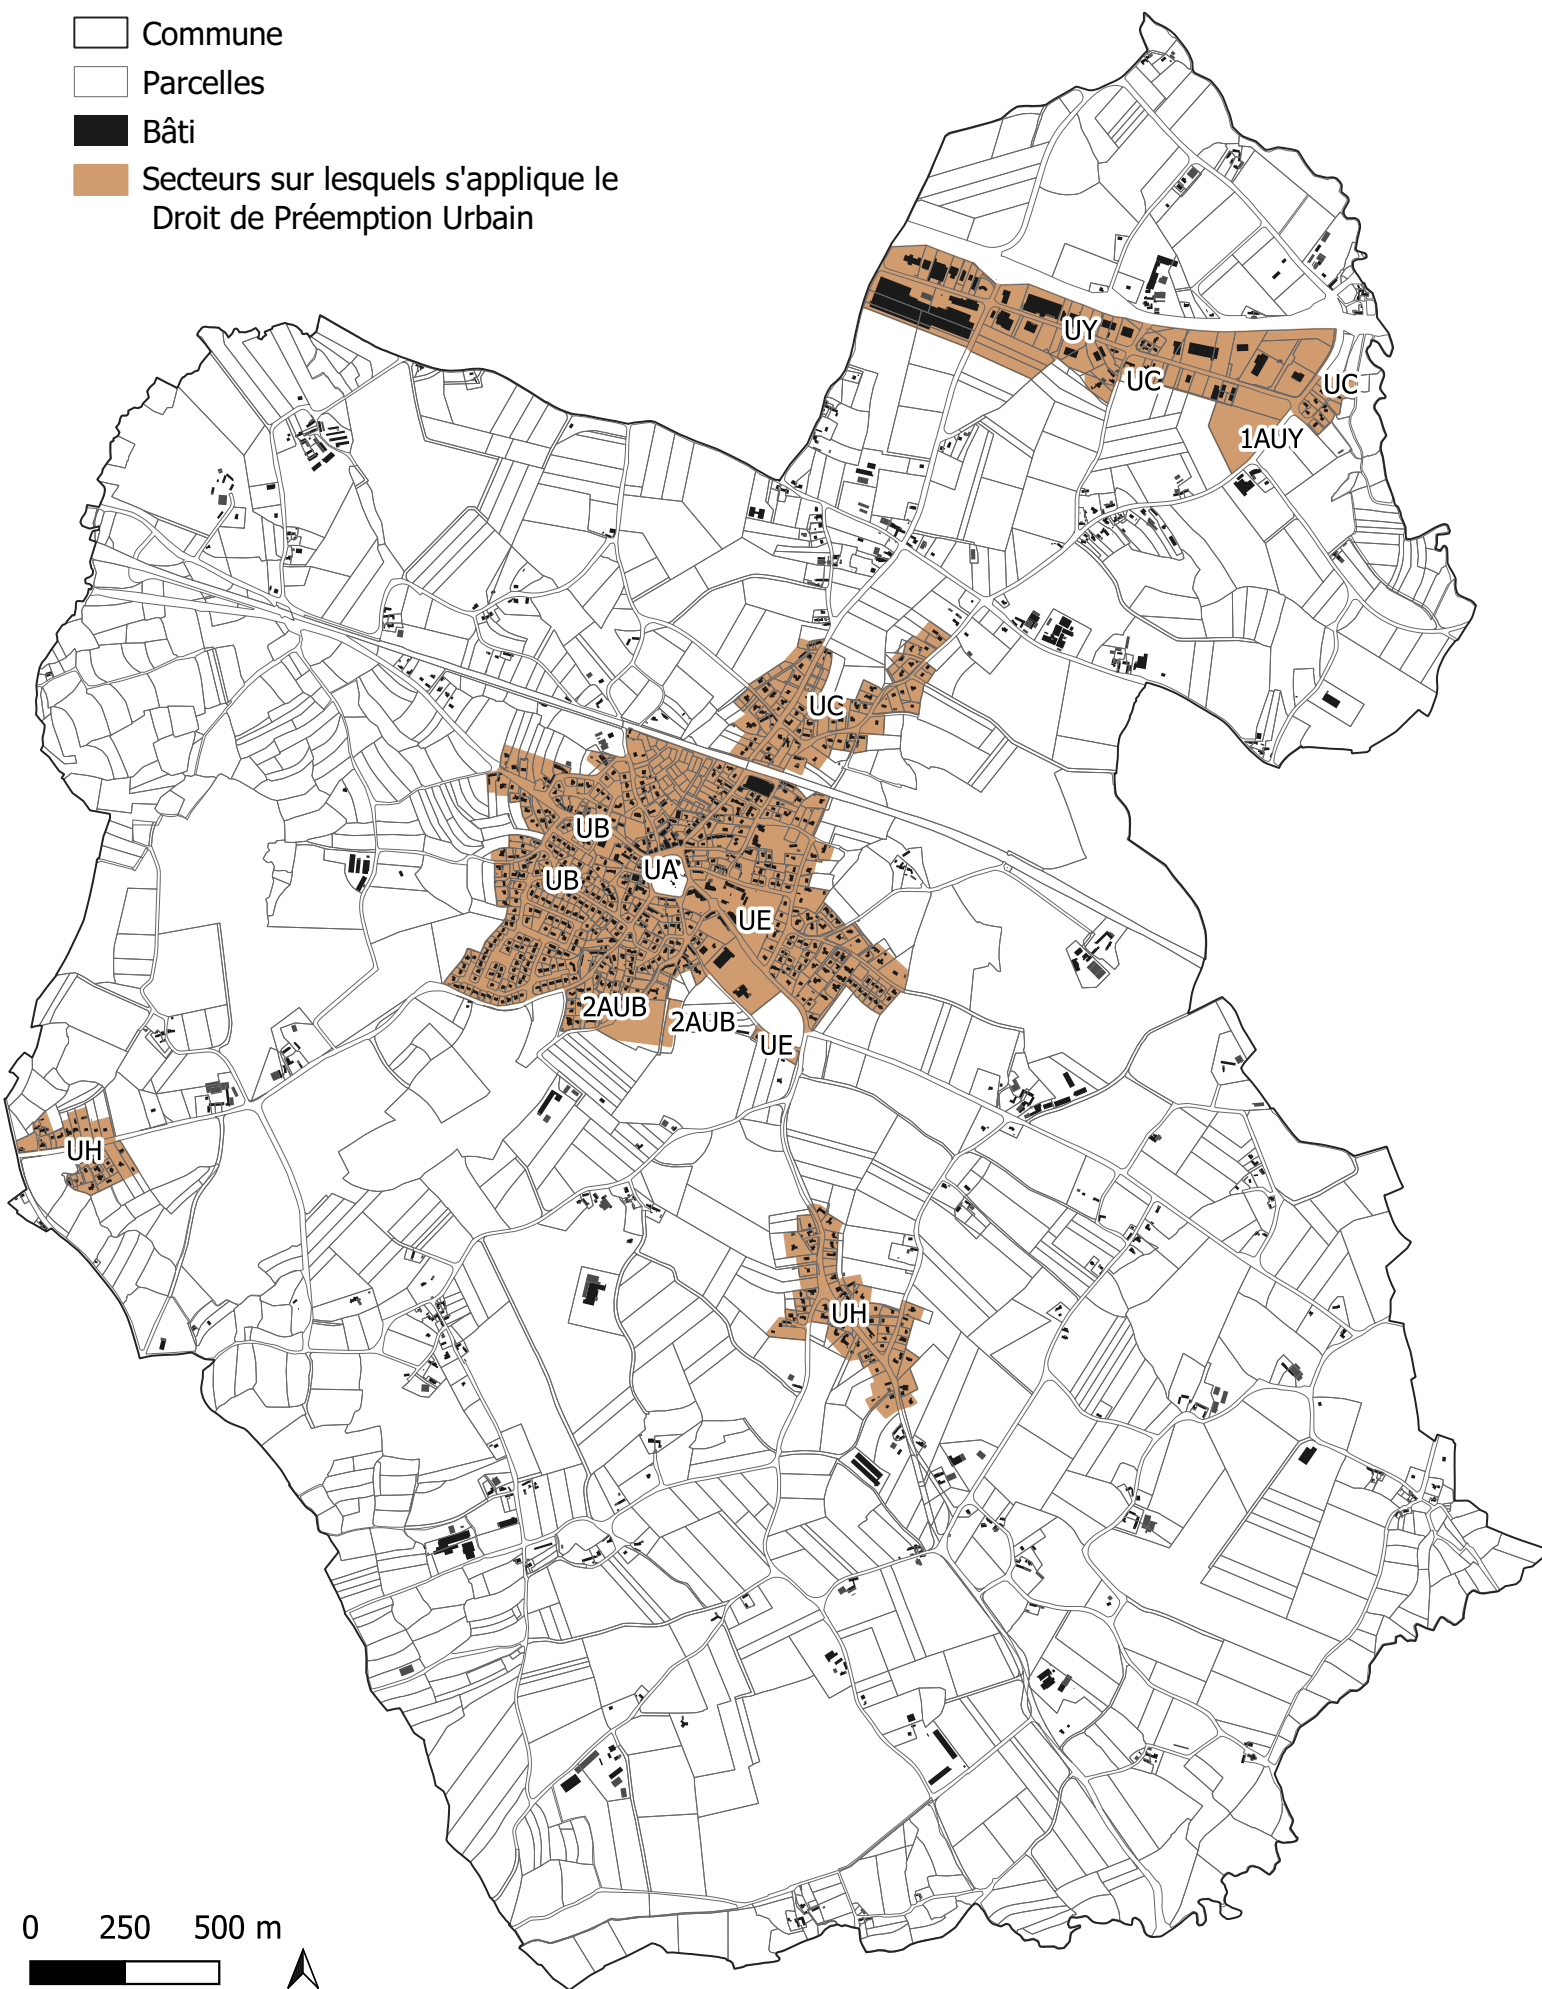 Commune
Parcelles
Bâti
Secteurs sur lesquels s'applique le
Droit de Préemption Urbain
UY
UC
UC
1AUY
UC
UB
UA
UB
UE
2AUB
2AUB
UE
UH
UH
0 250 500 m